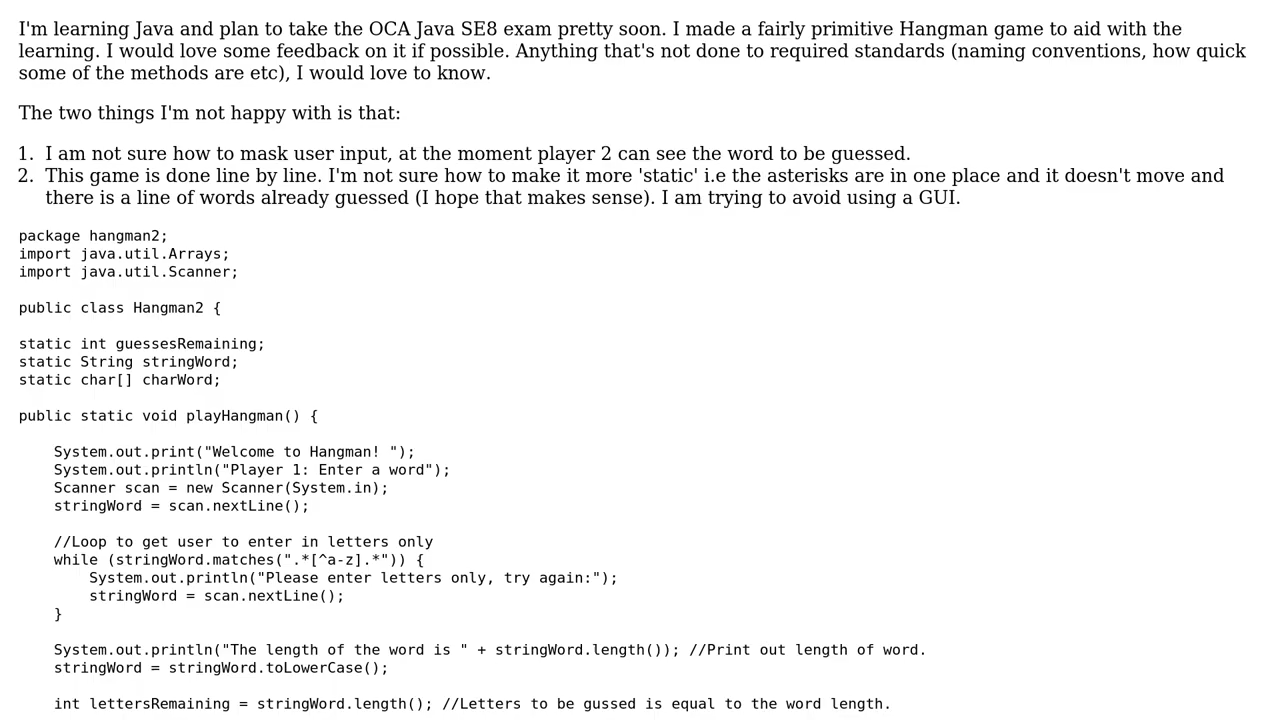 I'm learning Java and plan to take the OCA Java SE8 exam pretty soon. I made a fairly primitive Hangman game to aid with the
learning. I would love some feedback on it if possible. Anything that's not done to required standards (naming conventions, how quick
some of the methods are etc), I would love to know.
The two things I'm not happy with is that:
1. I am not sure how to mask user input, at the moment player 2 can see the word to be guessed.
2. This game is done line by line. I'm not sure how to make it more 'static' i.e the asterisks are in one place and it doesn't move and
there is a line of words already guessed (I hope that makes sense). I am trying to avoid using a GUI.
package hangman2;
import java.util.Arrays;
import java.util.Scanner;
public class Hangman2 {
static int guessesRemaining;
static String stringWord;
static char[] charWord;
public static void playHangman() {
    System.out.print("Welcome to Hangman! ");
    System.out.println("Player 1: Enter a word");
    Scanner scan = new Scanner(System.in);
    stringWord = scan.nextLine();
    //Loop to get user to enter in letters only
    while (stringWord.matches(".*[^a-z].*")) {
        System.out.println("Please enter letters only, try again:");
        stringWord = scan.nextLine();
    }
    System.out.println("The length of the word is " + stringWord.length()); //Print out length of word.
    stringWord = stringWord.toLowerCase();
    int lettersRemaining = stringWord.length(); //Letters to be gussed is equal to the word length.